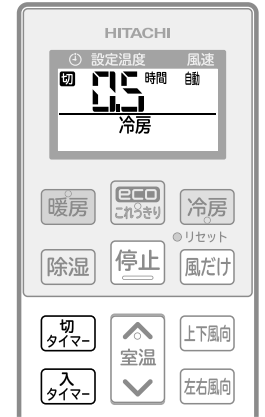 HITACHI
設定温度 風速
切 0.5 時間 自動
冷房
暖房 eco これっきり 冷房
リセット
除湿 停止 風だけ
切タイマー 室温 上下風向
入タイマー 左右風向